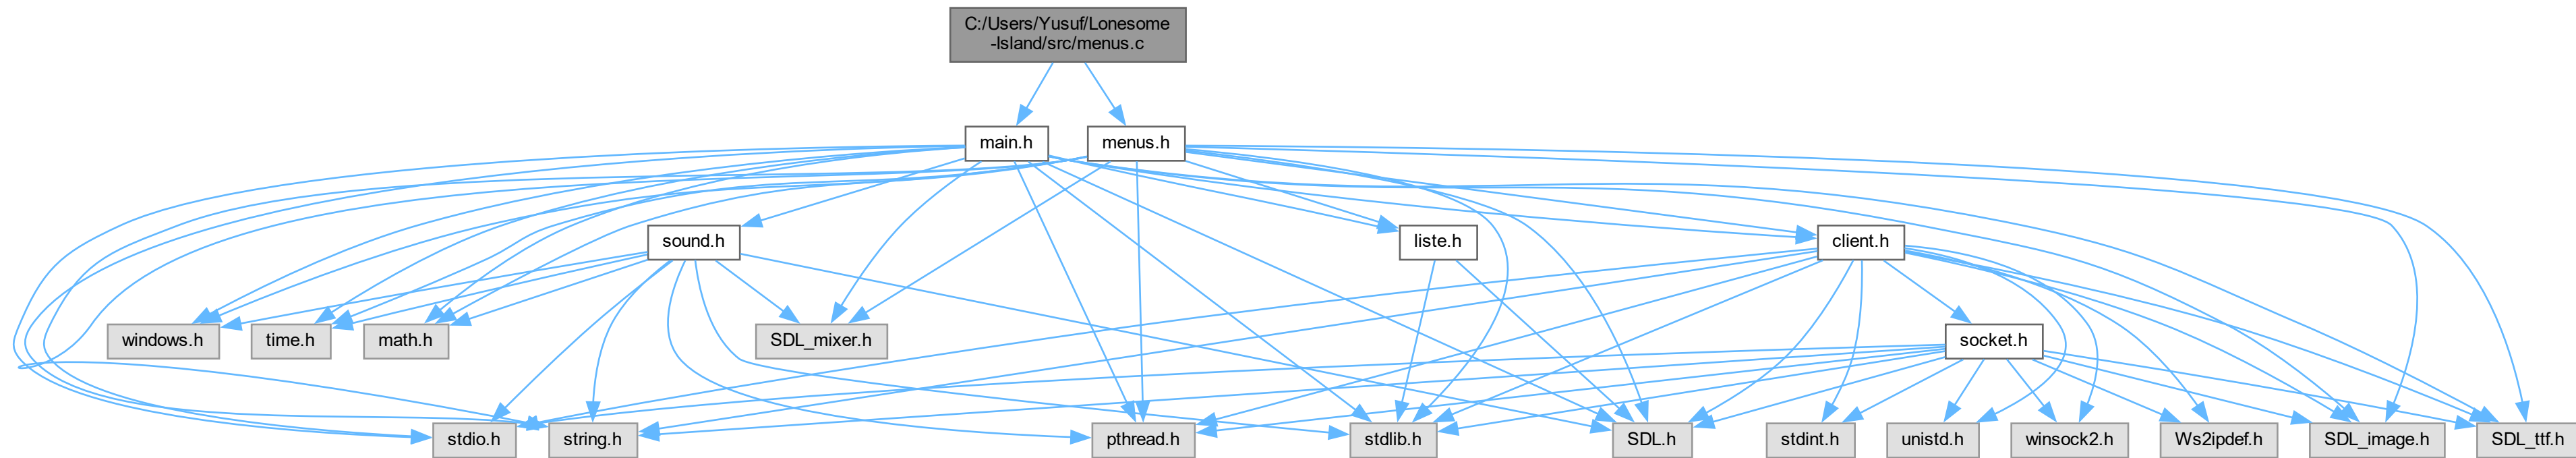 C:/Users/Yusuf/Lonesome
-Island/src/menus.c
main.h
menus.h
sound.h
liste.h
client.h
windows.h
time.h
math.h
SDL_mixer.h
socket.h
stdio.h
string.h
pthread.h
stdlib.h
SDL.h
stdint.h
unistd.h
winsock2.h
Ws2ipdef.h
SDL_image.h
SDL_ttf.h